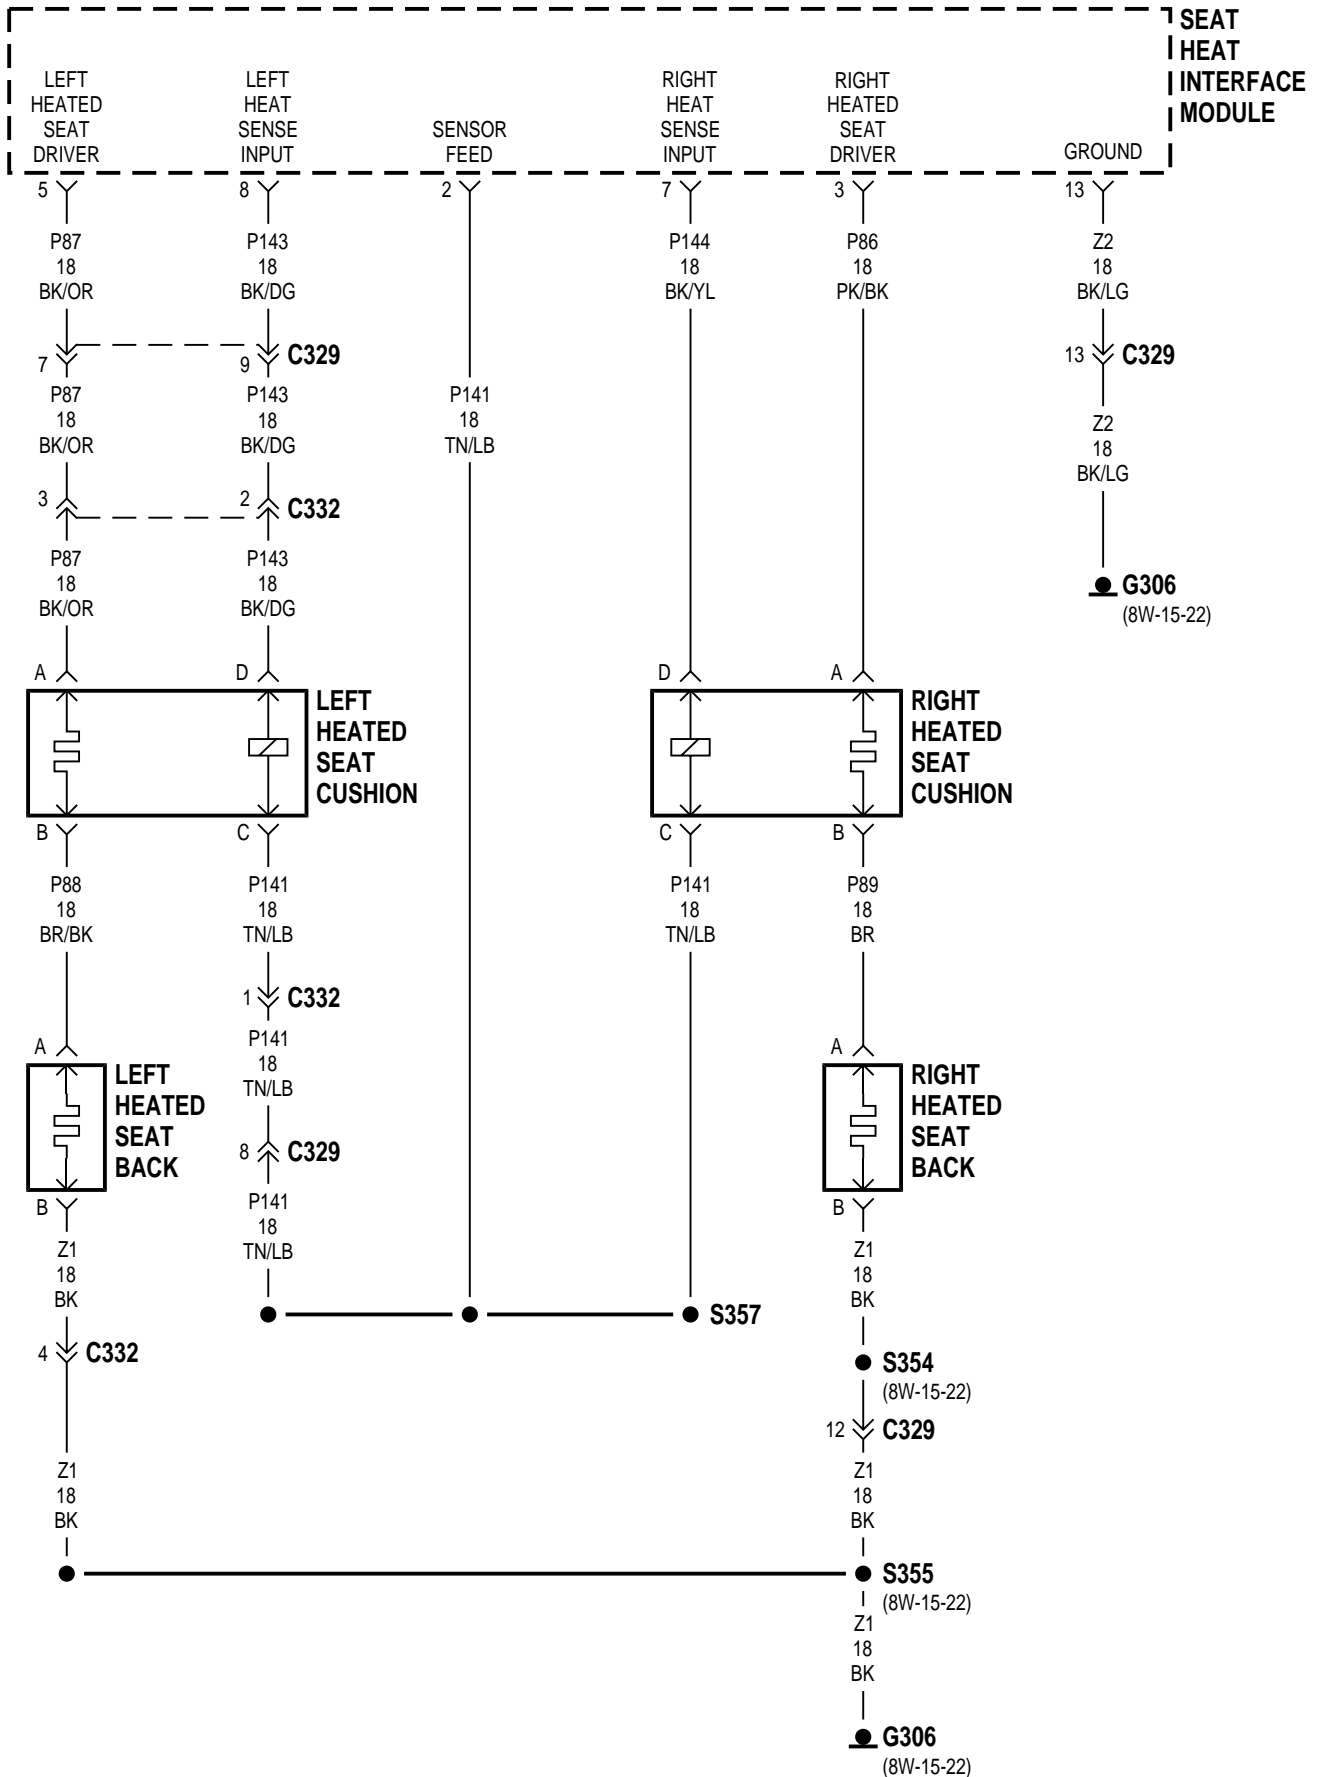 SEAT
HEAT
INTERFACE
MODULE
LEFT
HEATED
SEAT
DRIVER
LEFT
HEAT
SENSE
INPUT
SENSOR
FEED
RIGHT
HEAT
SENSE
INPUT
RIGHT
HEATED
SEAT
DRIVER
GROUND
5
8
2
7
3
13
P87
18
BK/OR
P143
18
BK/DG
P144
18
BK/YL
P86
18
PK/BK
Z2
18
BK/LG
7
9
C329
13
C329
P87
18
BK/OR
P143
18
BK/DG
P141
18
TN/LB
Z2
18
BK/LG
3
2
C332
P87
18
BK/OR
P143
18
BK/DG
G306
(8W-15-22)
A
D
LEFT
HEATED
SEAT
CUSHION
D
A
RIGHT
HEATED
SEAT
CUSHION
B
C
C
B
P88
18
BR/BK
P141
18
TN/LB
P141
18
TN/LB
P89
18
BR
1
C332
P141
18
TN/LB
A
LEFT
HEATED
SEAT
BACK
A
RIGHT
HEATED
SEAT
BACK
8
C329
P141
18
TN/LB
B
B
Z1
18
BK
Z1
18
BK
S357
4
C332
S354
(8W-15-22)
12
C329
Z1
18
BK
Z1
18
BK
S355
(8W-15-22)
Z1
18
BK
G306
(8W-15-22)